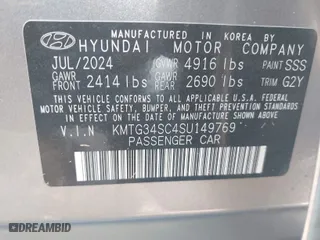 MANUFACTURED IN KOREA BY
HYUNDAI MOTOR COMPANY
JUL/2024 GVWR 4916 lbs PAINT SSS
GAWR FRONT 2414 lbs GAWR REAR 2690 lbs TRIM G2Y
THIS VEHICLE CONFORMS TO ALL APPLICABLE
FEDERAL MOTOR VEHICLE SAFETY, BUMPER, AND
THEFT PREVENTION STANDARDS IN EFFECT ON THE
DATE OF MANUFACTURE SHOWN ABOVE.
V.I.N KMTG34SC4SU149769
PASSENGER CAR